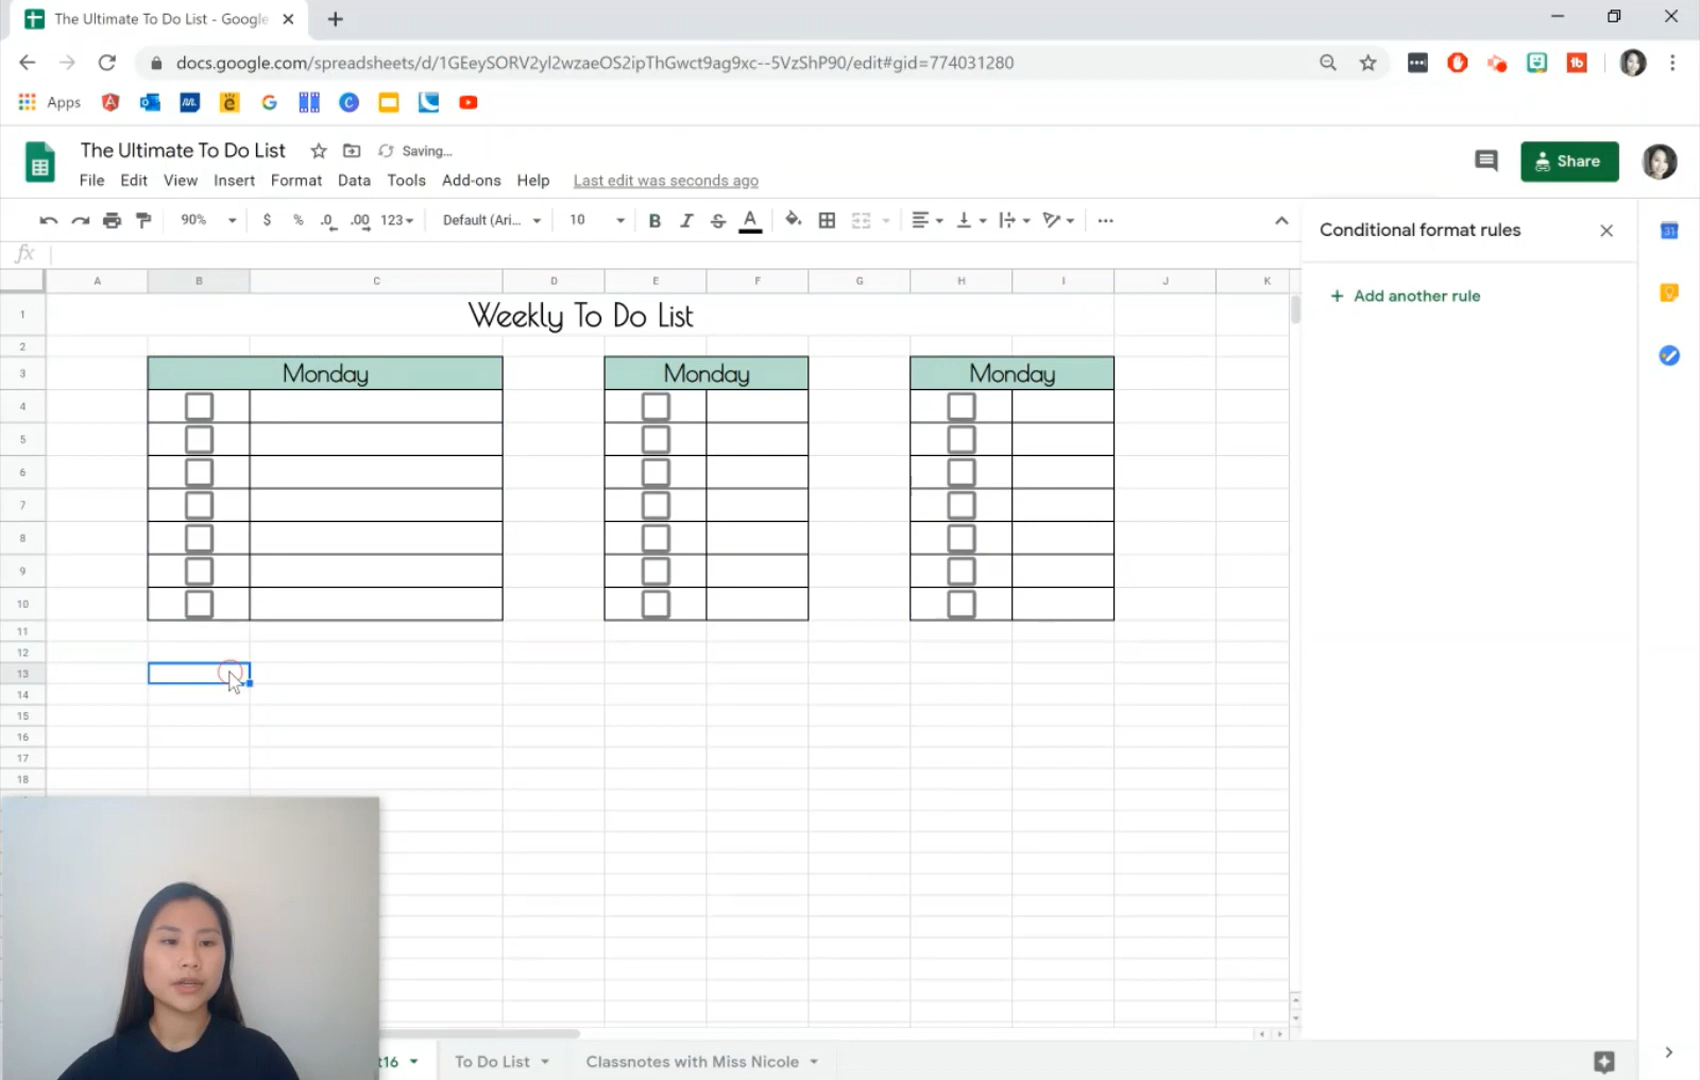 The Ultimate To Do List - Google
docs.google.com/spreadsheets/d/1GEeySORV2yl2wzaeOS2ipThGwct9ag9xc--5VzShP90/edit#gid=774031280
Apps
The Ultimate To Do List
Saving...
Share
File Edit View Insert Format Data Tools Add-ons Help Last edit was seconds ago
90% $ % .0 .00 123 Default (Ari... 10 B I S A
Conditional format rules
fx
Add another rule
A B C D E F G H I J K
1 Weekly To Do List
2
3 Monday Monday Monday
4
5
6
7
8
9
10
11
12
13
14
15
16
17
18
t16 To Do List Classnotes with Miss Nicole